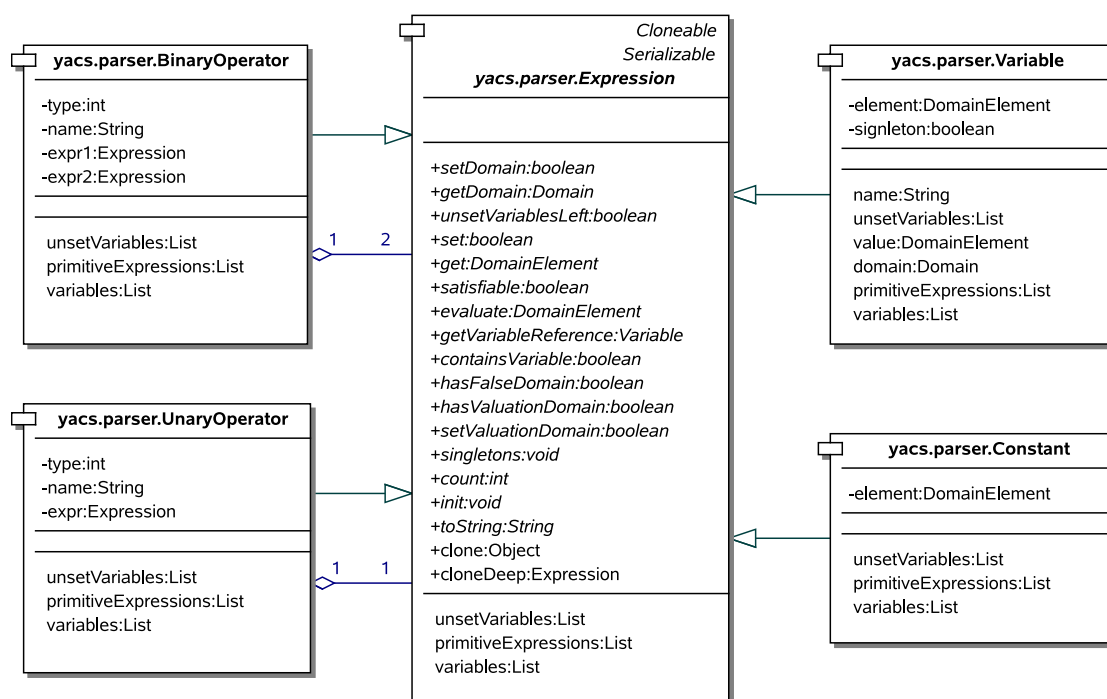 yacs.parser.BinaryOperator
-type:int
-name:String
-expr1:Expression
-expr2:Expression
unsetVariables:List
primitiveExpressions:List
variables:List
1
2
yacs.parser.UnaryOperator
-type:int
-name:String
-expr:Expression
unsetVariables:List
primitiveExpressions:List
variables:List
1
1
Cloneable
Serializable
yacs.parser.Expression
+setDomain:boolean
+getDomain:Domain
+unsetVariablesLeft:boolean
+set:boolean
+get:DomainElement
+satisfiable:boolean
+evaluate:DomainElement
+getVariableReference:Variable
+containsVariable:boolean
+hasFalseDomain:boolean
+hasValuationDomain:boolean
+setValuationDomain:boolean
+singletons:void
+count:int
+init:void
+toString:String
+clone:Object
+cloneDeep:Expression
unsetVariables:List
primitiveExpressions:List
variables:List
yacs.parser.Variable
-element:DomainElement
-signleton:boolean
name:String
unsetVariables:List
value:DomainElement
domain:Domain
primitiveExpressions:List
variables:List
yacs.parser.Constant
-element:DomainElement
unsetVariables:List
primitiveExpressions:List
variables:List